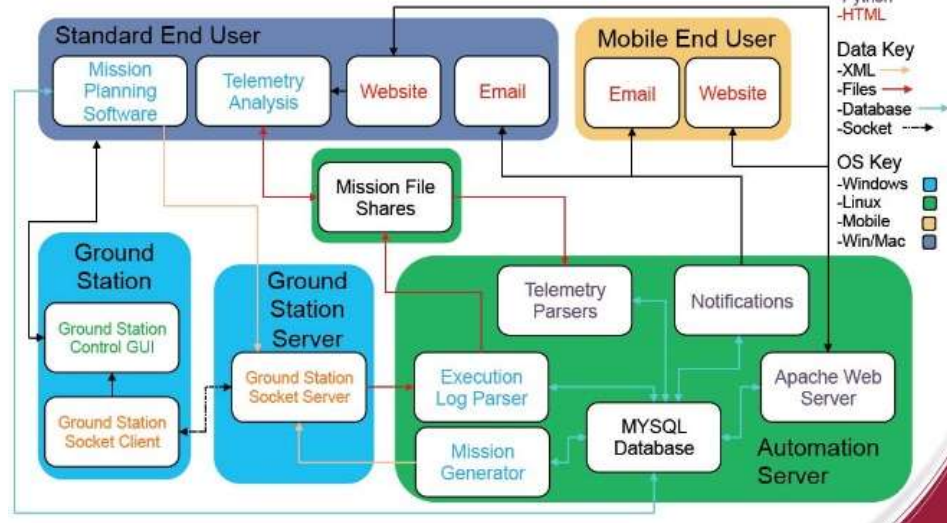 -Python
-HTML
Standard End User
Mission
Planning
Software
Telemetry
Analysis
Website
Email
Mobile End User
Email
Website
Data Key
-XML
-Files
-Database
-Socket
OS Key
-Windows
-Linux
-Mobile
-Win/Mac
Mission File
Shares
Ground
Station
Ground Station
Control GUI
Ground Station
Socket Client
Ground
Station
Server
Ground Station
Socket Server
Telemetry
Parsers
Notifications
Execution
Log Parser
Apache Web
Server
MYSQL
Database
Mission
Generator
Automation
Server